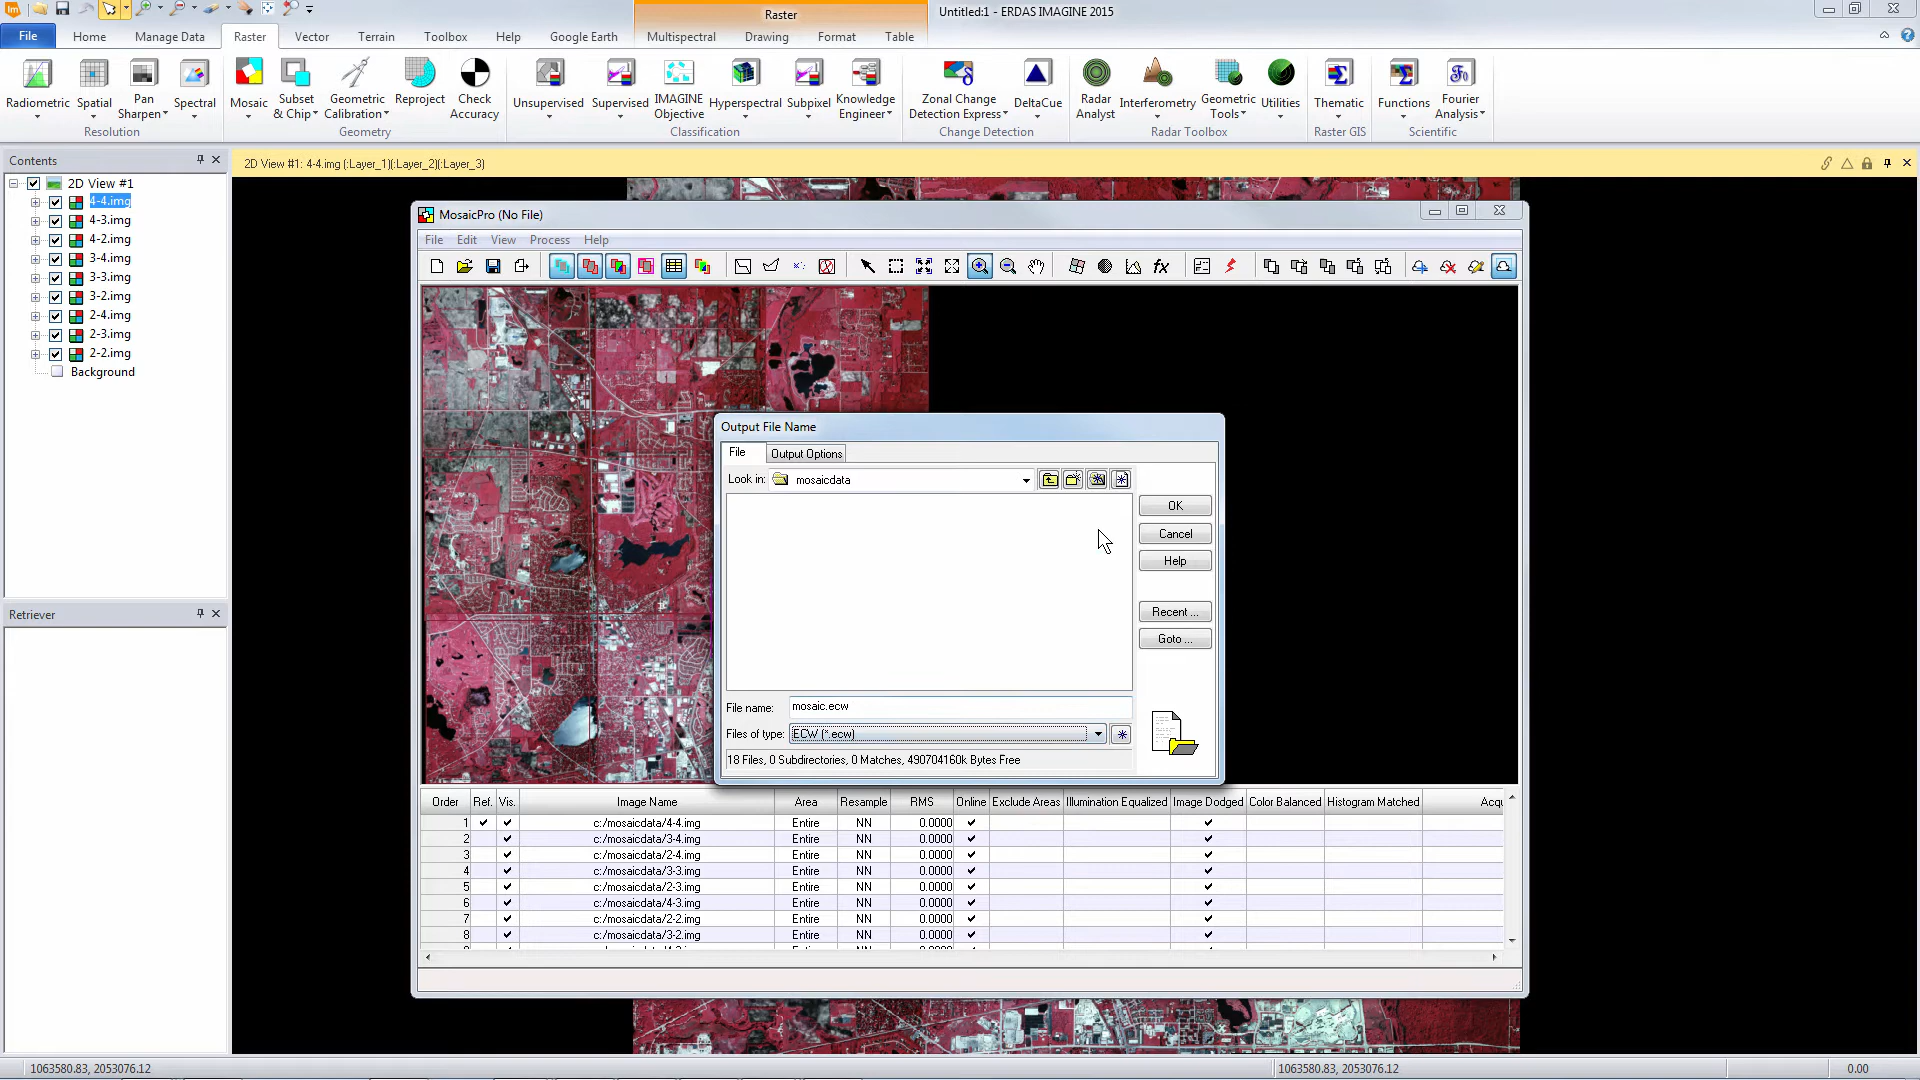 Raster
Untitled:1 - ERDAS IMAGINE 2015
File Home Manage Data Raster Vector Terrain Toolbox Help Google Earth Multispectral Drawing Format Table
Radiometric Spatial Pan Sharpen Spectral Mosaic Subset & Chip Geometric Calibration Reproject Check Accuracy Unsupervised Supervised IMAGINE Objective Hyperspectral Subpixel Knowledge Engineer Zonal Change Detection Express DeltaCue Radar Analyst Interferometry Geometric Tools Utilities Thematic Functions Fourier Analysis
Resolution Geometry Classification Change Detection Radar Toolbox Raster GIS Scientific
Contents
2D View #1: 4-4.img (:Layer_1)(:Layer_2)(:Layer_3)
2D View #1
4-4.img
4-3.img
4-2.img
3-4.img
3-3.img
3-2.img
2-4.img
2-3.img
2-2.img
Background
Retriever
MosaicPro (No File)
File Edit View Process Help
Output File Name
File Output Options
Look in: mosaicdata
OK
Cancel
Help
Recent ...
Goto ...
File name: mosaic.ecw
Files of type: ECW (*.ecw)
18 Files, 0 Subdirectories, 0 Matches, 490704160k Bytes Free
Order Ref. Vis. Image Name Area Resample RMS Online Exclude Areas Illumination Equalized Image Dodged Color Balanced Histogram Matched Acqu
1 c:/mosaicdata/4-4.img Entire NN 0.0000
2 c:/mosaicdata/3-4.img Entire NN 0.0000
3 c:/mosaicdata/2-4.img Entire NN 0.0000
4 c:/mosaicdata/3-3.img Entire NN 0.0000
5 c:/mosaicdata/2-3.img Entire NN 0.0000
6 c:/mosaicdata/4-3.img Entire NN 0.0000
7 c:/mosaicdata/2-2.img Entire NN 0.0000
8 c:/mosaicdata/3-2.img Entire NN 0.0000
1063580.83, 2053076.12
1063580.83, 2053076.12
0.00